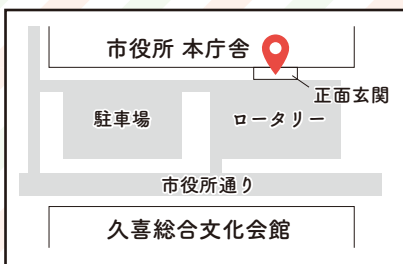 市役所 本庁舎
正面玄関
駐車場
ロータリー
市役所通り
久喜総合文化会館